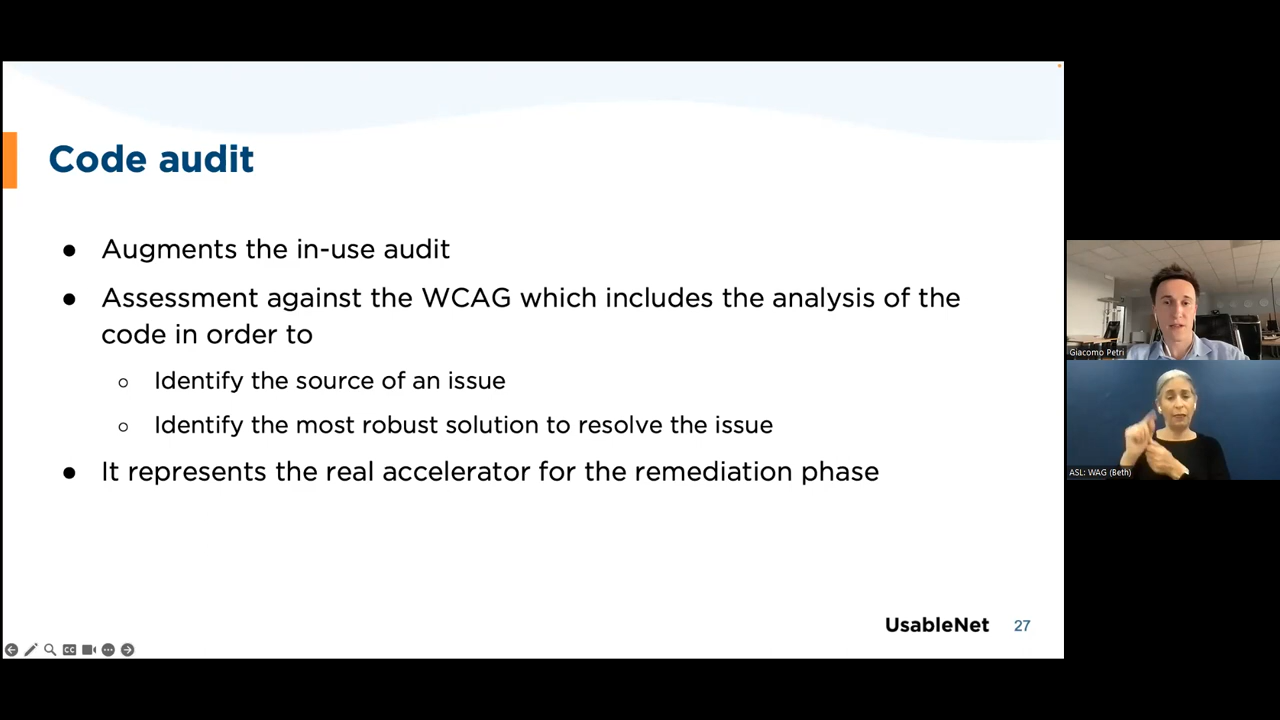 Code audit
● Augments the in-use audit
● Assessment against the WCAG which includes the analysis of the
code in order to
○ Identify the source of an issue
○ Identify the most robust solution to resolve the issue
● It represents the real accelerator for the remediation phase
UsableNet 27
CC
Giacomo Petri
ASL: WAG (Beth)